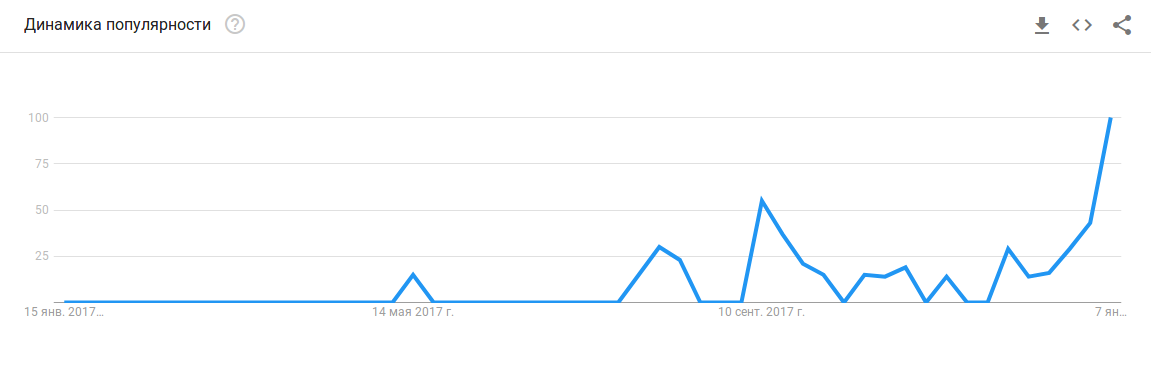 Динамика популярности
100
75
50
25
15 янв. 2017…
14 мая 2017 г.
10 сент. 2017 г.
7 ян…